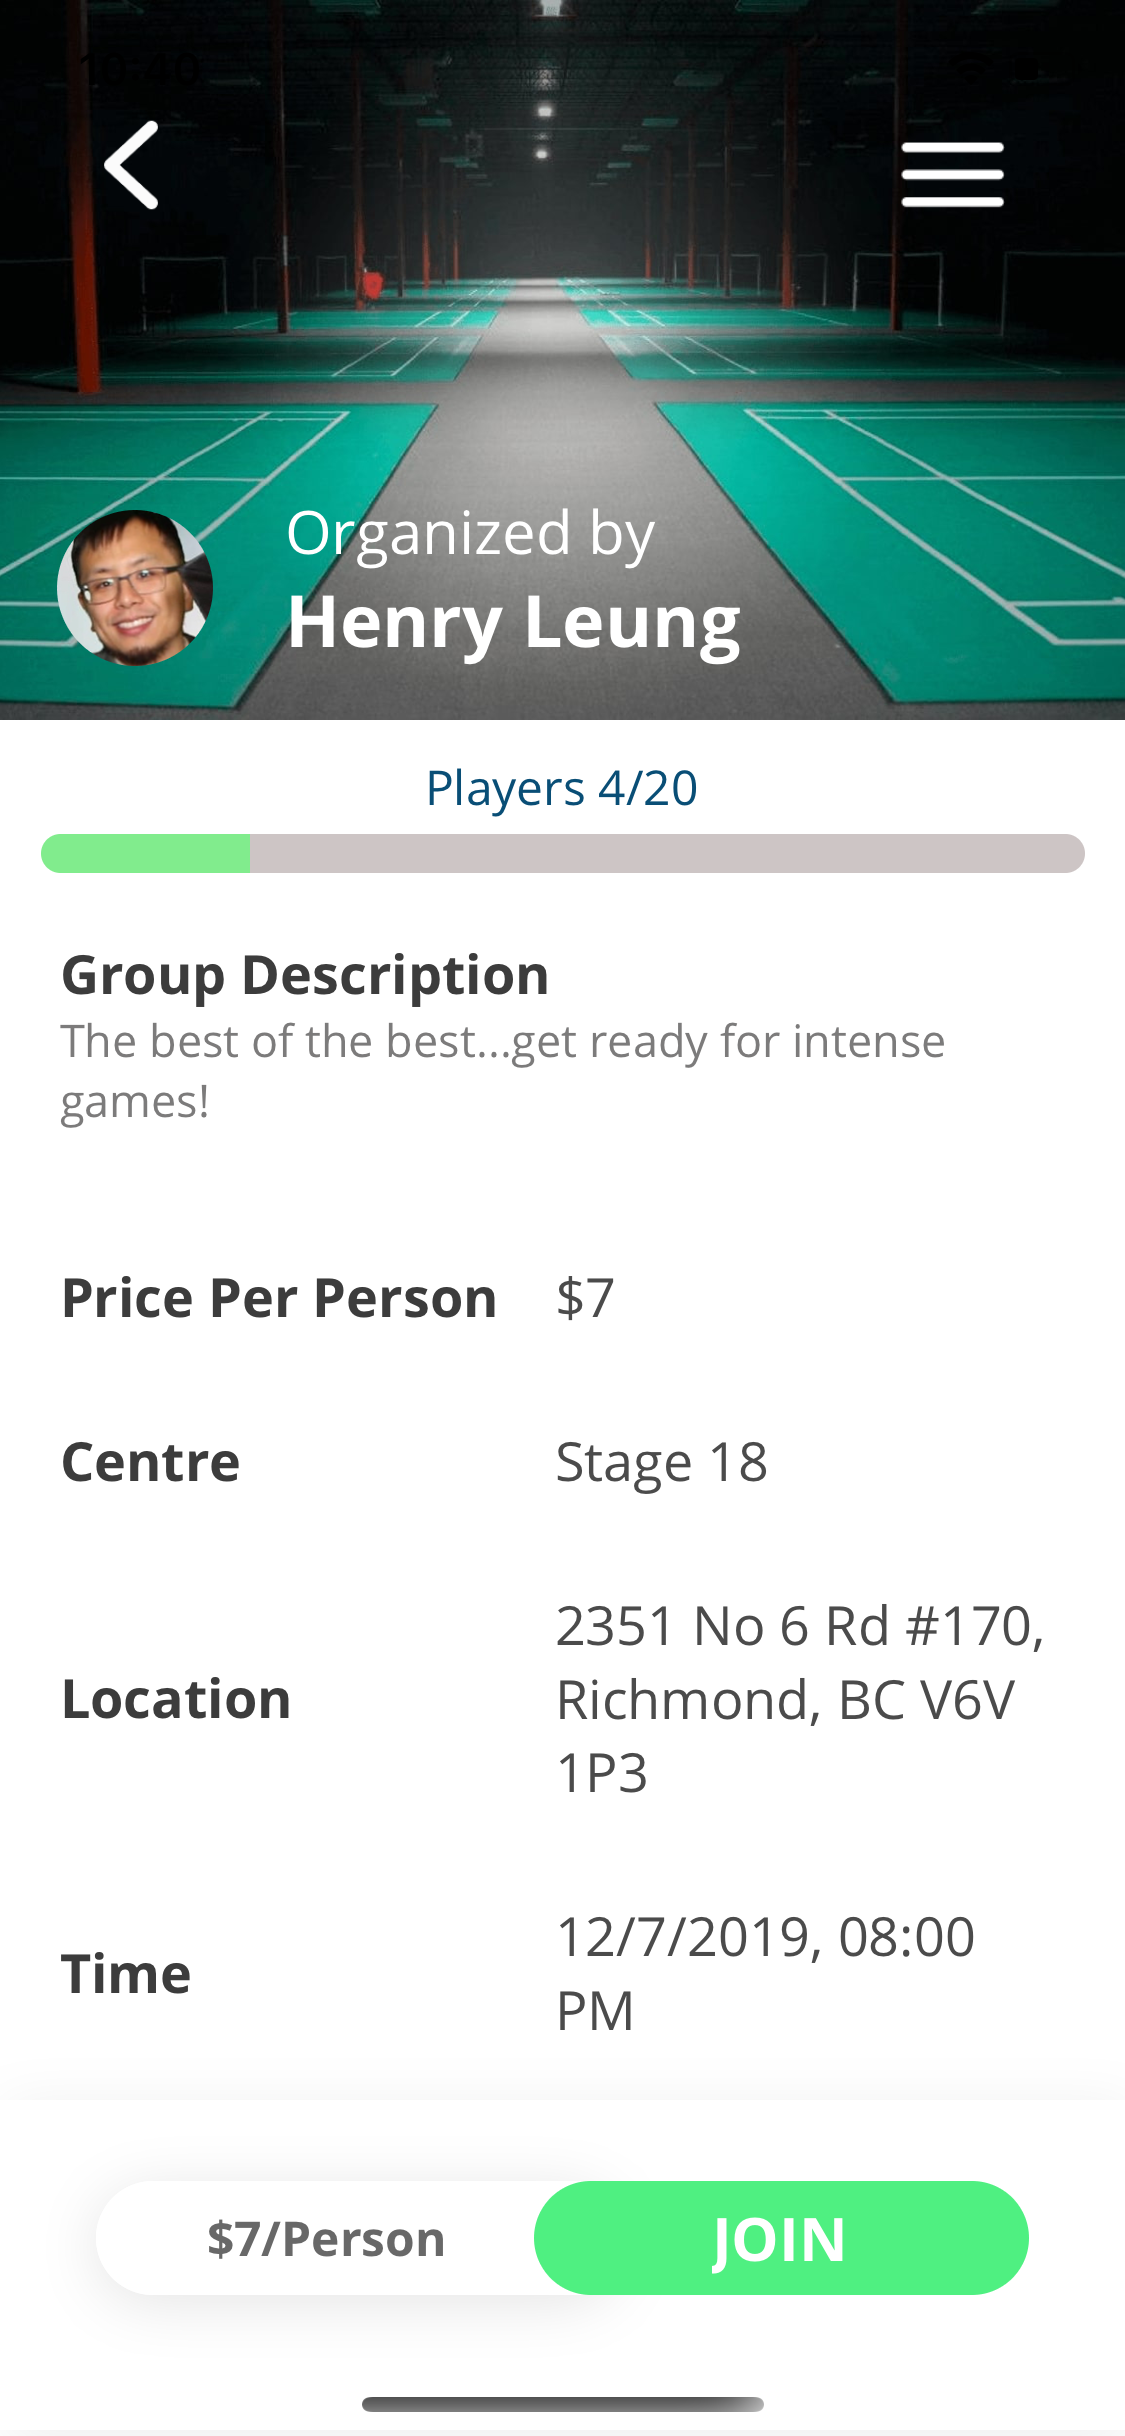 Organized by
Henry Leung
Players 4/20
Group Description
The best of the best...get ready for intense
games!
Price Per Person $7
Centre Stage 18
Location 2351 No 6 Rd #170,
Richmond, BC V6V
1P3
Time 12/7/2019, 08:00
PM
$7/Person JOIN